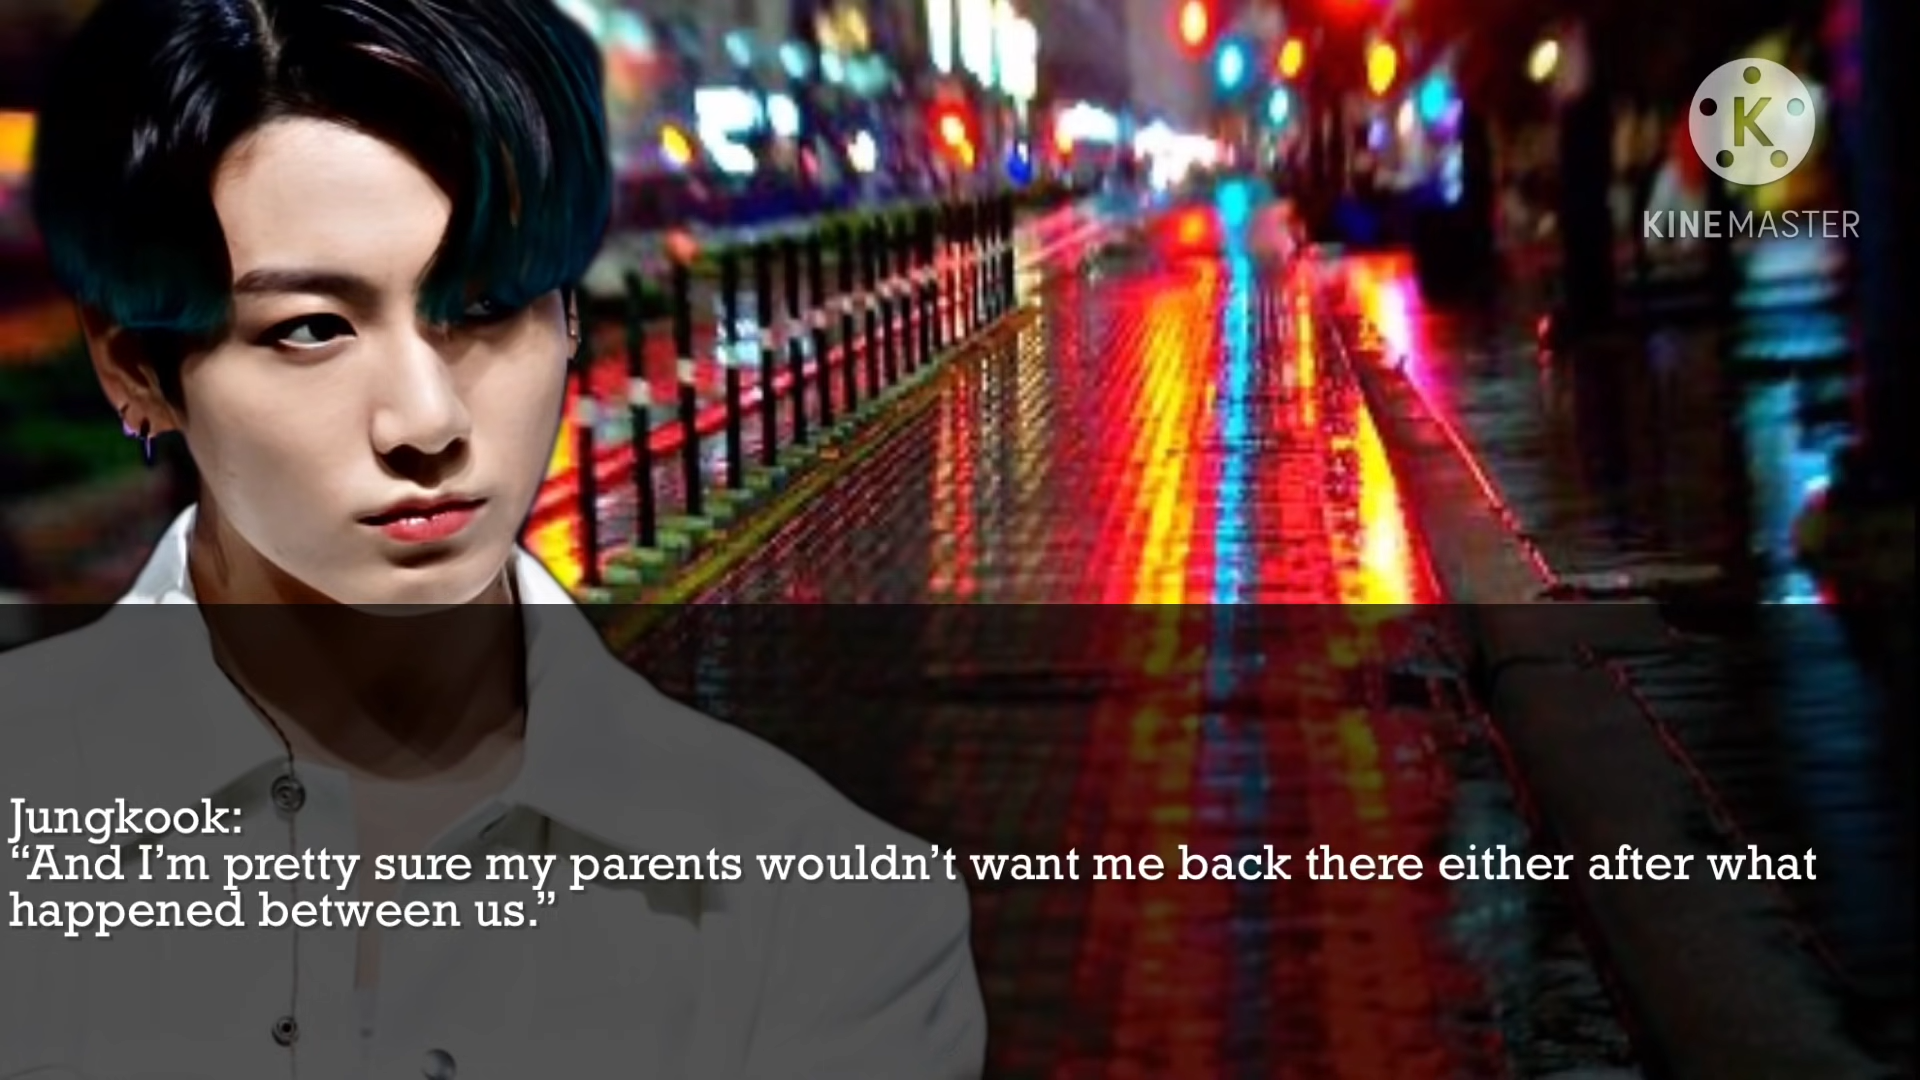 K
KINEMASTER
Jungkook:
“And I’m pretty sure my parents wouldn’t want me back there either after what
happened between us.”